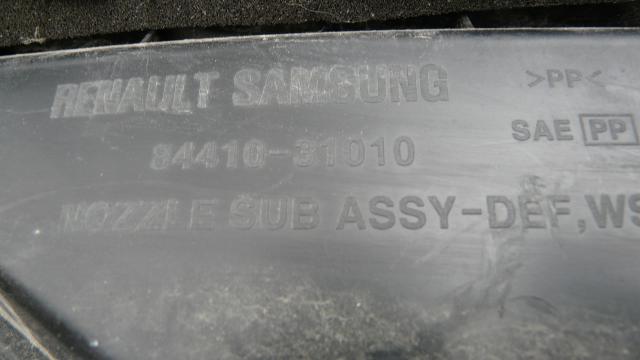 RENAULT SAMSUNG
>PP<
SAE PP
84410-31010
NOZZLE SUB ASSY-DEF, WS